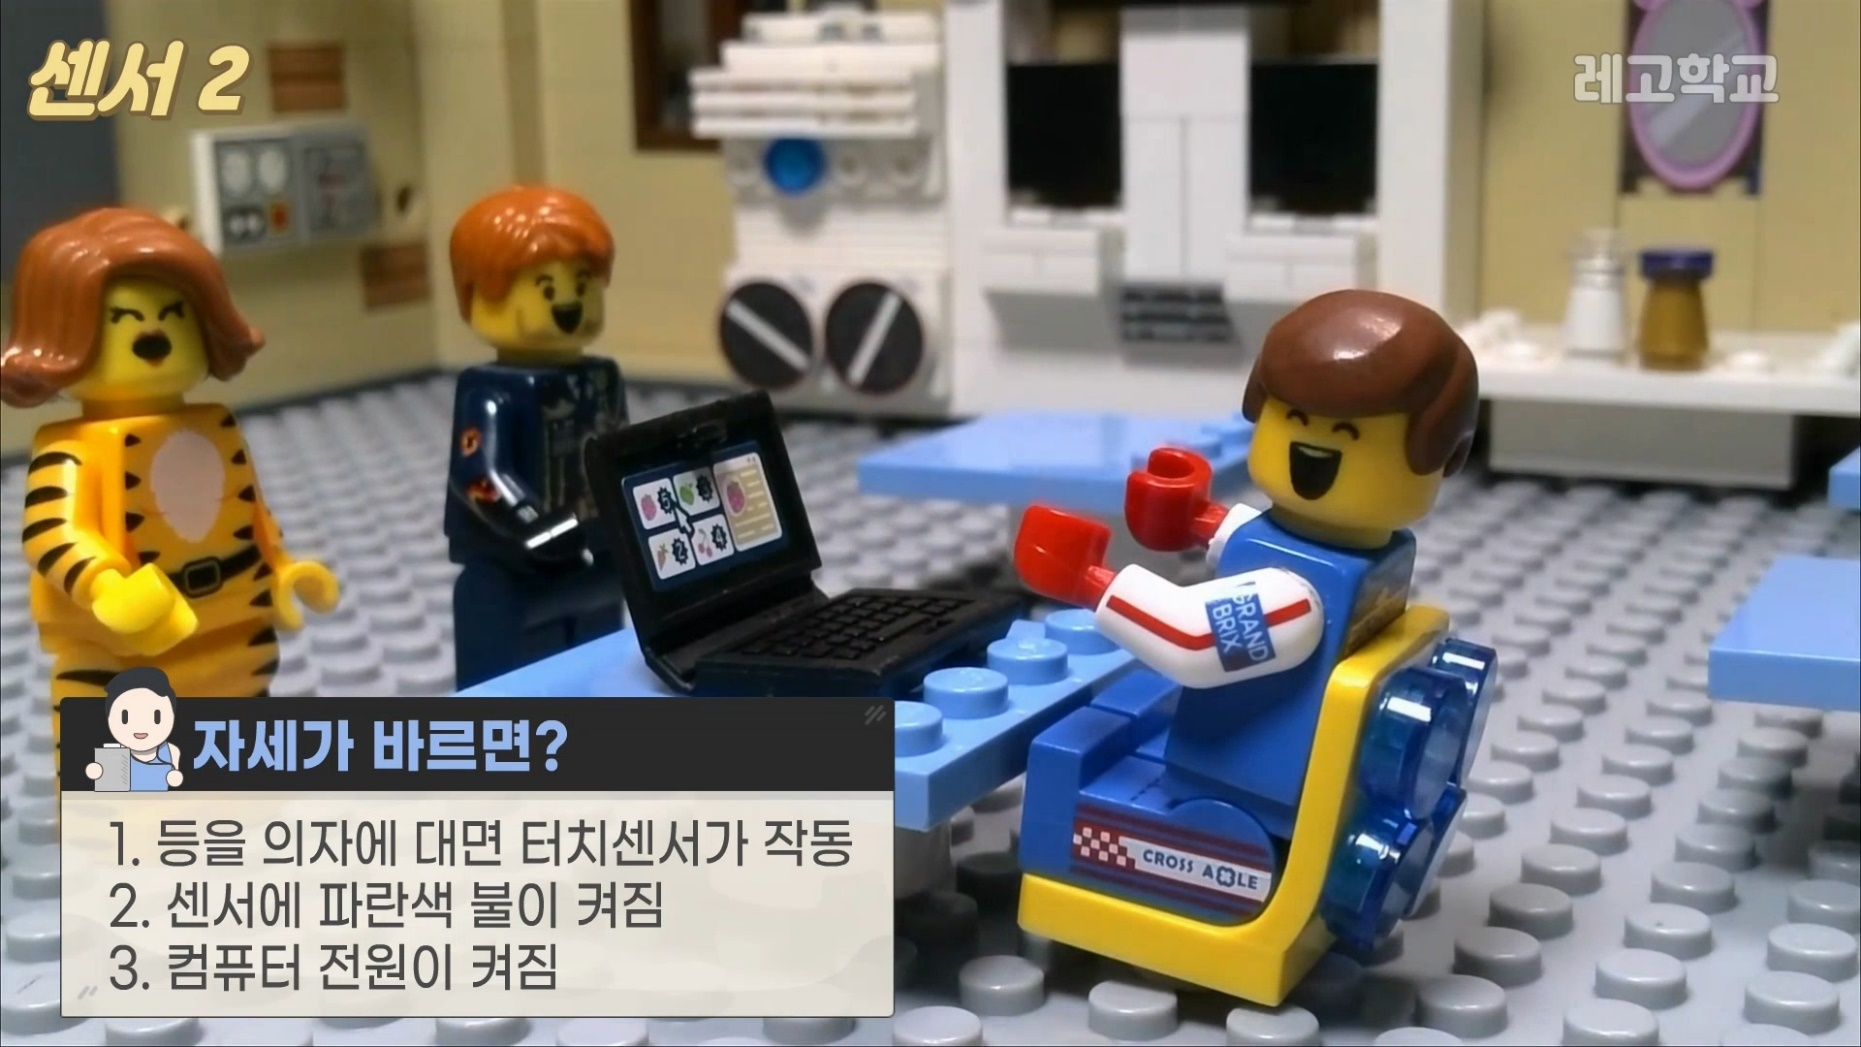 센서 2
레고학교
GRAND
BRIX
CROSS AXLE
자세가 바르면?
1. 등을 의자에 대면 터치센서가 작동
2. 센서에 파란색 불이 켜짐
3. 컴퓨터 전원이 켜짐